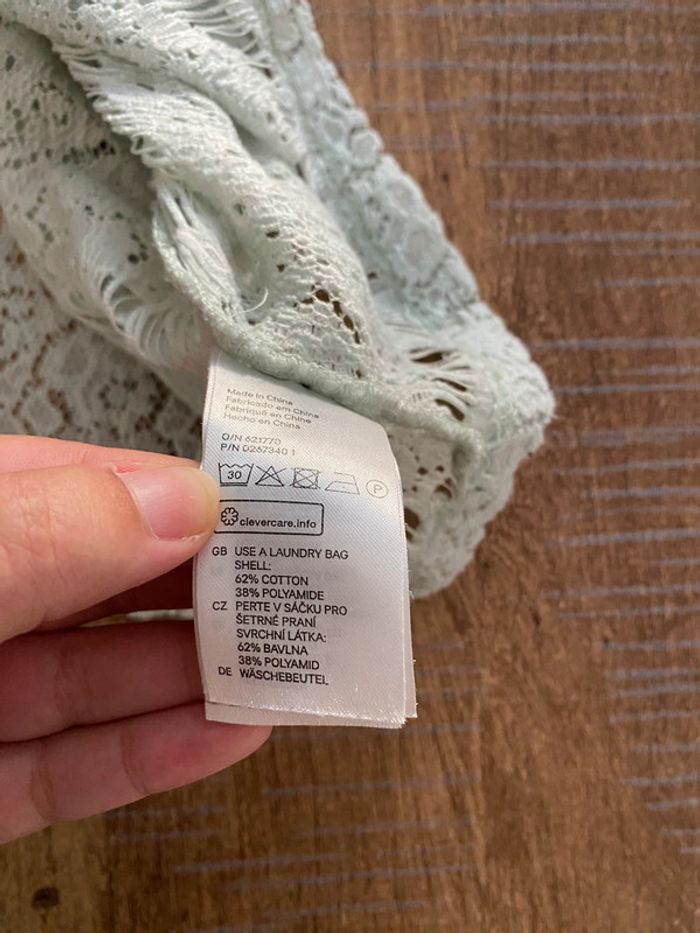 Made in China
Fabricado em China
Fabriqué en Chine
Hecho en China
O/N 621770
P/N 0267340 1
30 P
clevercare.info
GB USE A LAUNDRY BAG
SHELL:
62% COTTON
38% POLYAMIDE
CZ PERTE V SÁČKU PRO
ŠETRNÉ PRANÍ
SVRCHNÍ LÁTKA:
62% BAVLNA
38% POLYAMID
DE WÄSCHEBEUTEL